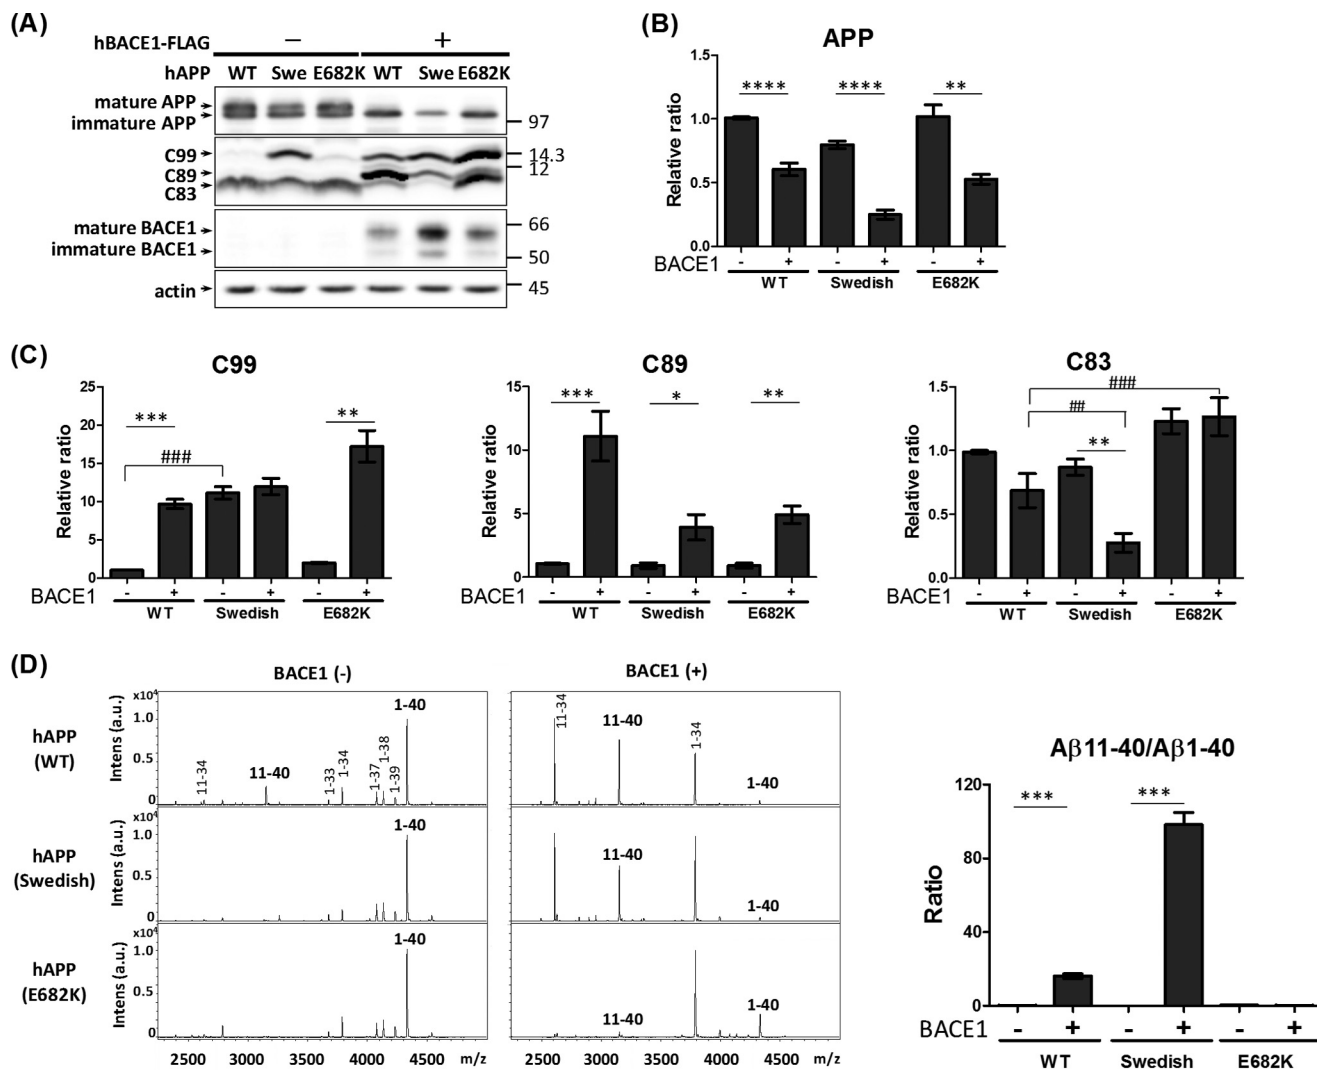 (A)
hBACE1-FLAG − +
hAPP WT Swe E682K WT Swe E682K
mature APP
immature APP
97
C99
14.3
12
C89
C83
mature BACE1
66
immature BACE1
50
actin
45
(B)
APP
Relative ratio
1.5
1.0
0.5
0.0
**** **** **
BACE1 - + - + - +
WT Swedish E682K
(C)
C99
Relative ratio
25
20
15
10
5
0
*** ### **
BACE1 - + - + - +
WT Swedish E682K
C89
Relative ratio
15
10
5
0
*** * **
BACE1 - + - + - +
WT Swedish E682K
C83
Relative ratio
1.5
1.0
0.5
0.0
###
##
**
BACE1 - + - + - +
WT Swedish E682K
(D)
BACE1 (-) BACE1 (+)
hAPP
(WT)
Intens (a.u.)
x10⁴
1.0
0.5
0
11-34 11-40 1-33 1-34 1-37 1-38 1-39 1-40
11-34 11-40 1-34 1-40
hAPP
(Swedish)
Intens (a.u.)
x10⁴
1.0
0.5
0
1-40
11-40 1-40
hAPP
(E682K)
Intens (a.u.)
x10⁴
1.0
0.5
0
1-40
11-40 1-40
2500 3000 3500 4000 4500 m/z
2500 3000 3500 4000 4500 m/z
Aβ11-40/Aβ1-40
Ratio
120
80
40
0
*** ***
BACE1 - + - + - +
WT Swedish E682K